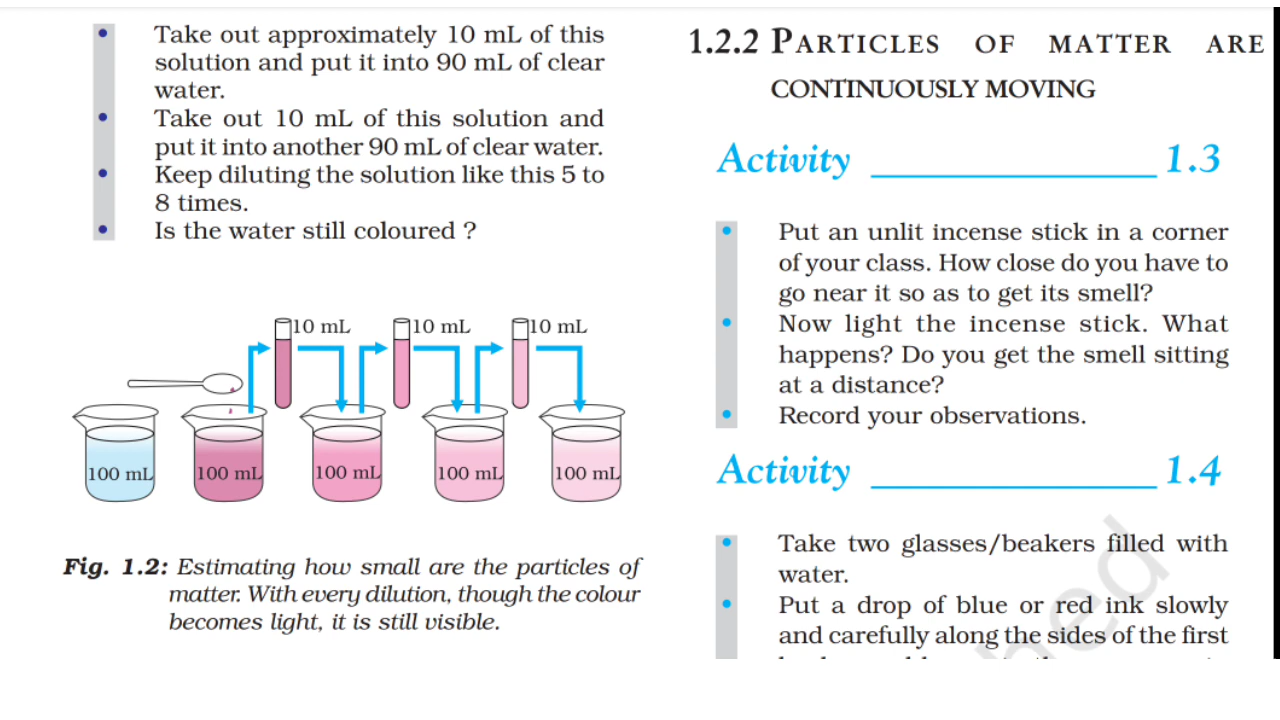 • Take out approximately 10 mL of this
solution and put it into 90 mL of clear
water.
• Take out 10 mL of this solution and
put it into another 90 mL of clear water.
• Keep diluting the solution like this 5 to
8 times.
• Is the water still coloured ?
10 mL 10 mL 10 mL
100 mL 100 mL 100 mL 100 mL 100 mL
Fig. 1.2: Estimating how small are the particles of
matter. With every dilution, though the colour
becomes light, it is still visible.
1.2.2 PARTICLES OF MATTER ARE
CONTINUOUSLY MOVING
Activity ______________ 1.3
• Put an unlit incense stick in a corner
of your class. How close do you have to
go near it so as to get its smell?
• Now light the incense stick. What
happens? Do you get the smell sitting
at a distance?
• Record your observations.
Activity ______________ 1.4
• Take two glasses/beakers filled with
water.
• Put a drop of blue or red ink slowly
and carefully along the sides of the first